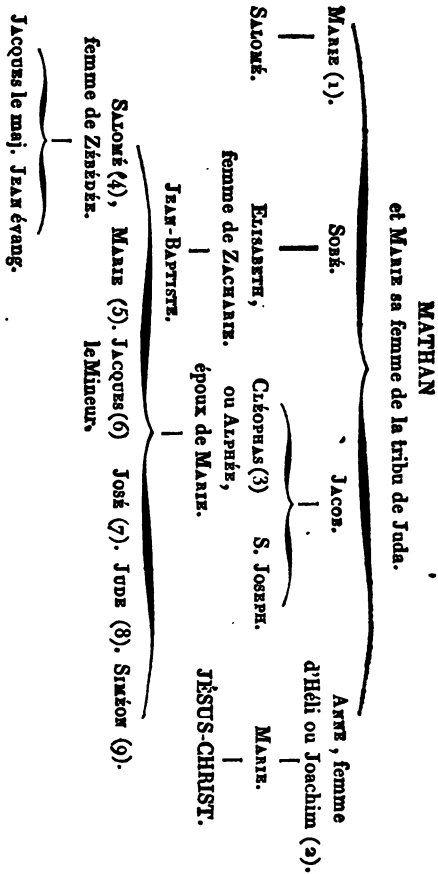 MATHAN
et MARIE sa femme de la tribu de Juda.
MARIE (1). SOBÉ. JACOB. ANNE, femme
d'Héli ou Joachim (2).
SALOMÉ. ELISABETH, CLÉOPHAS (3) S. JOSEPH. MARIE.
femme de ZACHARIE. ou ALPHÉE,
époux de MARIE.
JEAN-BAPTISTE. JÉSUS-CHRIST.
SALOMÉ (4), MARIE (5). JACQUES (6) JOSÉ (7). JUDE (8). SIMÉON (9).
femme de ZÉBÉDÉE. le Mineur.
JACQUES le maj. JEAN évang.